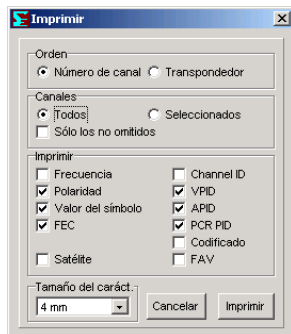 Imprimir
Orden
Número de canal Transpondedor
Canales
Todos Seleccionados
Sólo los no omitidos
Imprimir
Frecuencia Channel ID
Polaridad VPID
Valor del símbolo APID
FEC PCR PID
Codificado
Satélite FAV
Tamaño del caráct.
4 mm Cancelar Imprimir